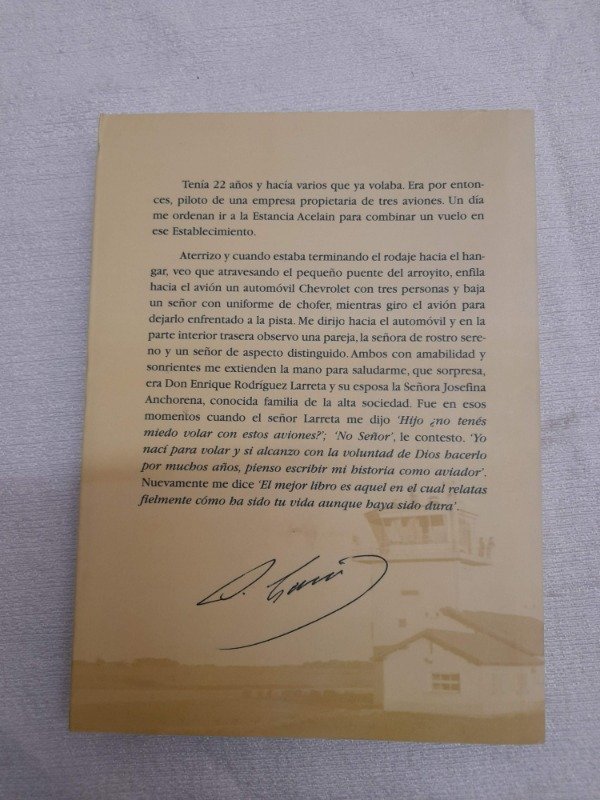 Tenía 22 años y hacía varios que ya volaba. Era por enton-
ces, piloto de una empresa propietaria de tres aviones. Un día
me ordenan ir a la Estancia Acelain para combinar un vuelo en
ese Establecimiento.
Aterrizo y cuando estaba terminando el rodaje hacia el han-
gar, veo que atravesando el pequeño puente del arroyito, enfila
hacia el avión un automóvil Chevrolet con tres personas y baja
un señor con uniforme de chofer, mientras giro el avión para
dejarlo enfrentado a la pista. Me dirijo hacia el automóvil y en la
parte interior trasera observo una pareja, la señora de rostro sere-
no y un señor de aspecto distinguido. Ambos con amabilidad y
sonrientes me extienden la mano para saludarme, que sorpresa,
era Don Enrique Rodríguez Larreta y su esposa la Señora Josefina
Anchorena, conocida familia de la alta sociedad. Fue en esos
momentos cuando el señor Larreta me dijo ‘Hijo ¿no tenés
miedo volar con estos aviones?’; ‘No Señor’, le contesto. ‘Yo
nací para volar y si alcanzo con la voluntad de Dios hacerlo
por muchos años, pienso escribir mi historia como aviador’.
Nuevamente me dice ‘El mejor libro es aquel en el cual relatas
fielmente cómo ha sido tu vida aunque haya sido dura’.